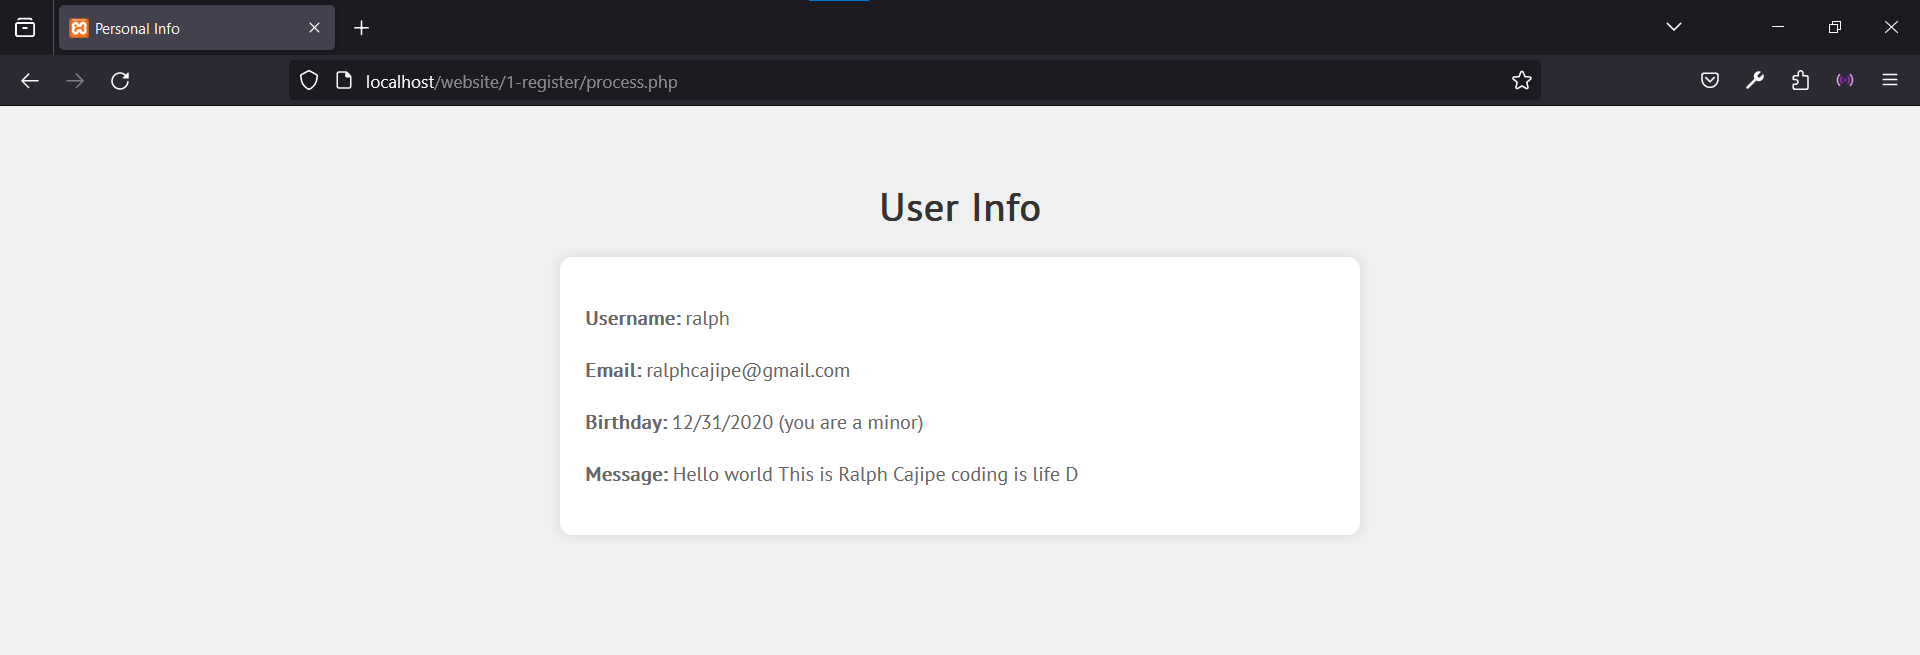 Personal Info
localhost/website/1-register/process.php
User Info
Username: ralph
Email: ralphcajipe@gmail.com
Birthday: 12/31/2020 (you are a minor)
Message: Hello world This is Ralph Cajipe coding is life D